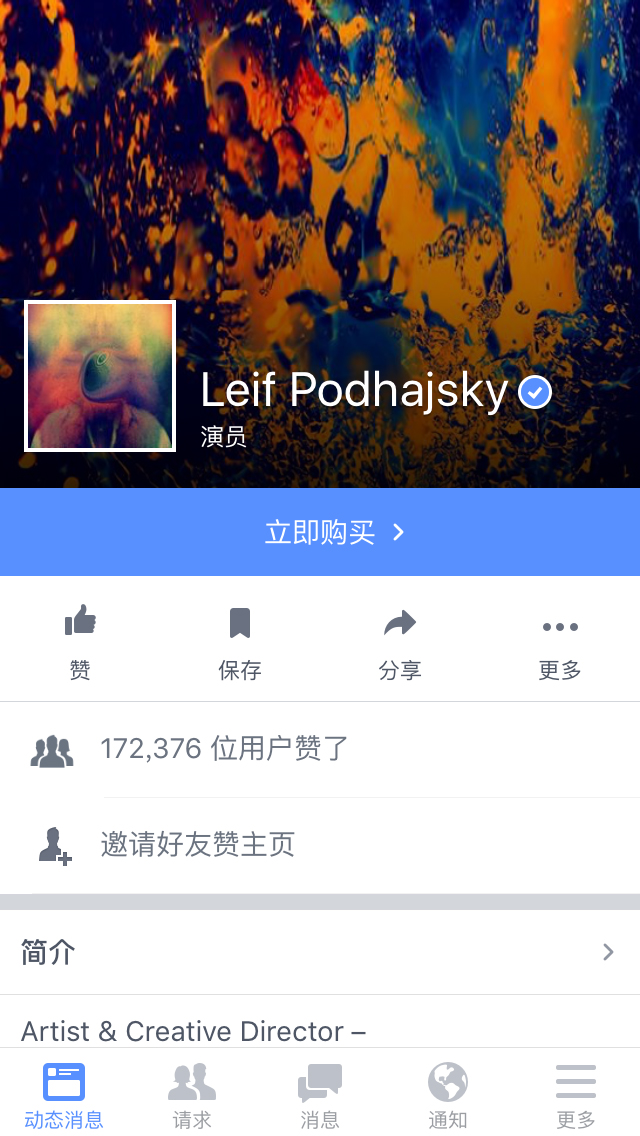 Leif Podhajsky
演员
立即购买
赞
保存
分享
更多
172,376 位用户赞了
邀请好友赞主页
简介
Artist & Creative Director –
动态消息
请求
消息
通知
更多